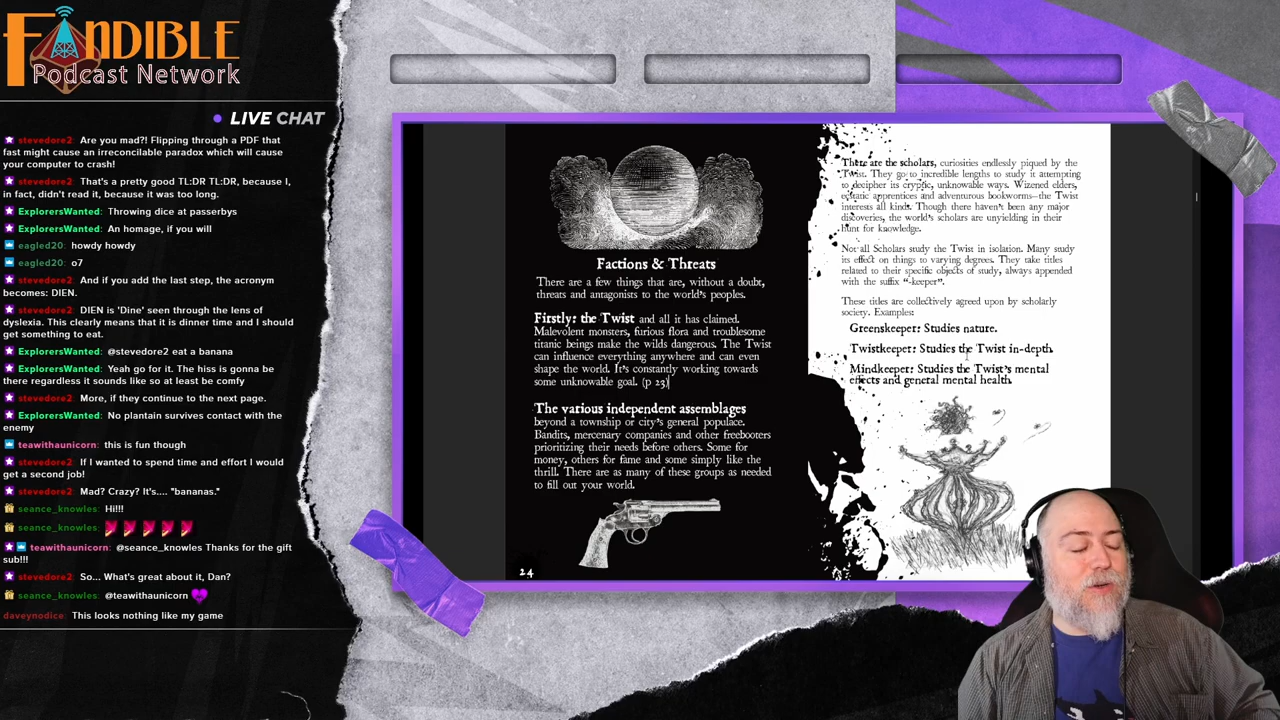 FANDIBLE
Podcast Network
LIVE CHAT
stevedore2: Are you mad?! Flipping through a PDF that
fast might cause an irreconcilable paradox which will cause
your computer to crash!
stevedore2: That's a pretty good TL:DR TL:DR, because I,
in fact, didn't read it, because it was too long.
ExplorersWanted: Throwing dice at passerbys
ExplorersWanted: An homage, if you will
eagled20: howdy howdy
eagled20: o7
stevedore2: And if you add the last step, the acronym
becomes: DIEN.
stevedore2: DIEN is 'Dine' seen through the lens of
dyslexia. This clearly means that it is dinner time and I should
get something to eat.
ExplorersWanted: @stevedore2 eat a banana
ExplorersWanted: Yeah go for it. The hiss is gonna be
there regardless it sounds like so at least be comfy
stevedore2: More, if they continue to the next page.
ExplorersWanted: No plantain survives contact with the
enemy
teawithaunicorn: this is fun though
stevedore2: If I wanted to spend time and effort I would
get a second job!
stevedore2: Mad? Crazy? It's.... "bananas."
seance_knowles: Hi!!!
seance_knowles:
teawithaunicorn: @seance_knowles Thanks for the gift
sub!!!
stevedore2: So... What's great about it, Dan?
seance_knowles: @teawithaunicorn
daveynodice: This looks nothing like my game
Factions & Threats
There are a few things that are, without a doubt,
threats and antagonists to the world's peoples.
Firstly: the Twist and all it has claimed.
Malevolent monsters, furious flora and troublesome
titanic beings make the wilds dangerous. The Twist
can influence everything anywhere and can even
shape the world. It's constantly working towards
some unknowable goal. (p 23)
The various independent assemblages
beyond a township or city's general populace.
Bandits, mercenary companies and other freebooters
prioritizing their needs before others. Some for
money, others for fame and some simply like the
thrill. There are as many of these groups as needed
to fill out your world.
24
There are the scholars, curiosities endlessly piqued by the
Twist. They go to incredible lengths to study it attempting
to decipher its cryptic, unknowable ways. Wizened elders,
ecstatic apprentices and adventurous bookworms—the Twist
interests all kinds. Though there haven't been any major
discoveries, the world's scholars are unyielding in their
hunt for knowledge.
Not all Scholars study the Twist in isolation. Many study
its effect on things to varying degrees. They take titles
related to their specific objects of study, always appended
with the suffix "-keeper".
These titles are collectively agreed upon by scholarly
society. Examples:
Greenskeeper: Studies nature.
Twistkeeper: Studies the Twist in-depth.
Mindkeeper: Studies the Twist's mental
effects and general mental health.